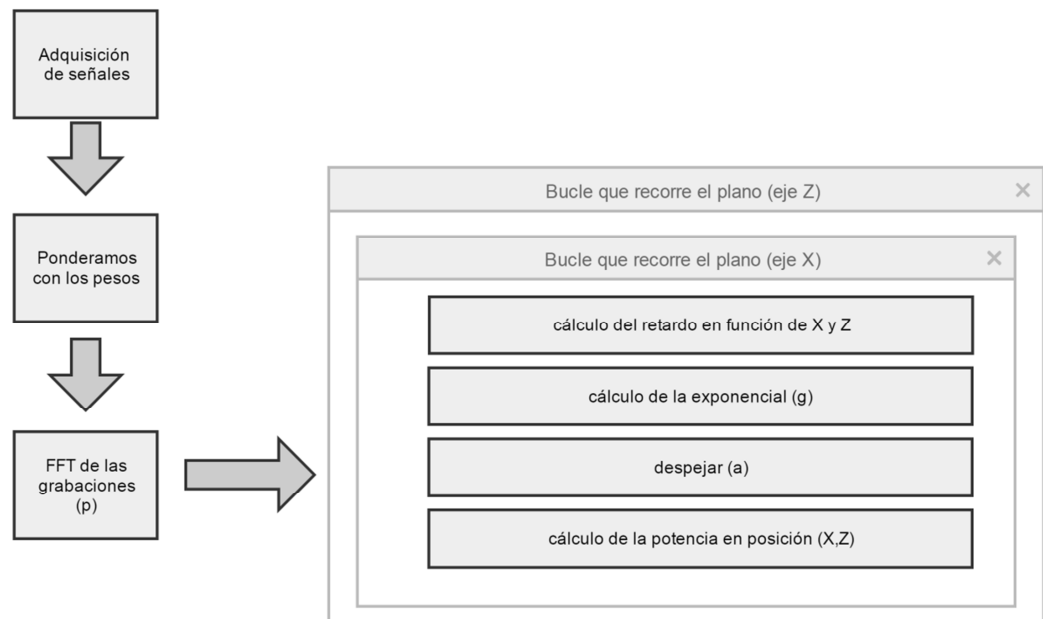 Adquisición
de señales
Ponderamos
con los pesos
FFT de las
grabaciones
(p)
Bucle que recorre el plano (eje Z)
Bucle que recorre el plano (eje X)
cálculo del retardo en función de X y Z
cálculo de la exponencial (g)
despejar (a)
cálculo de la potencia en posición (X,Z)